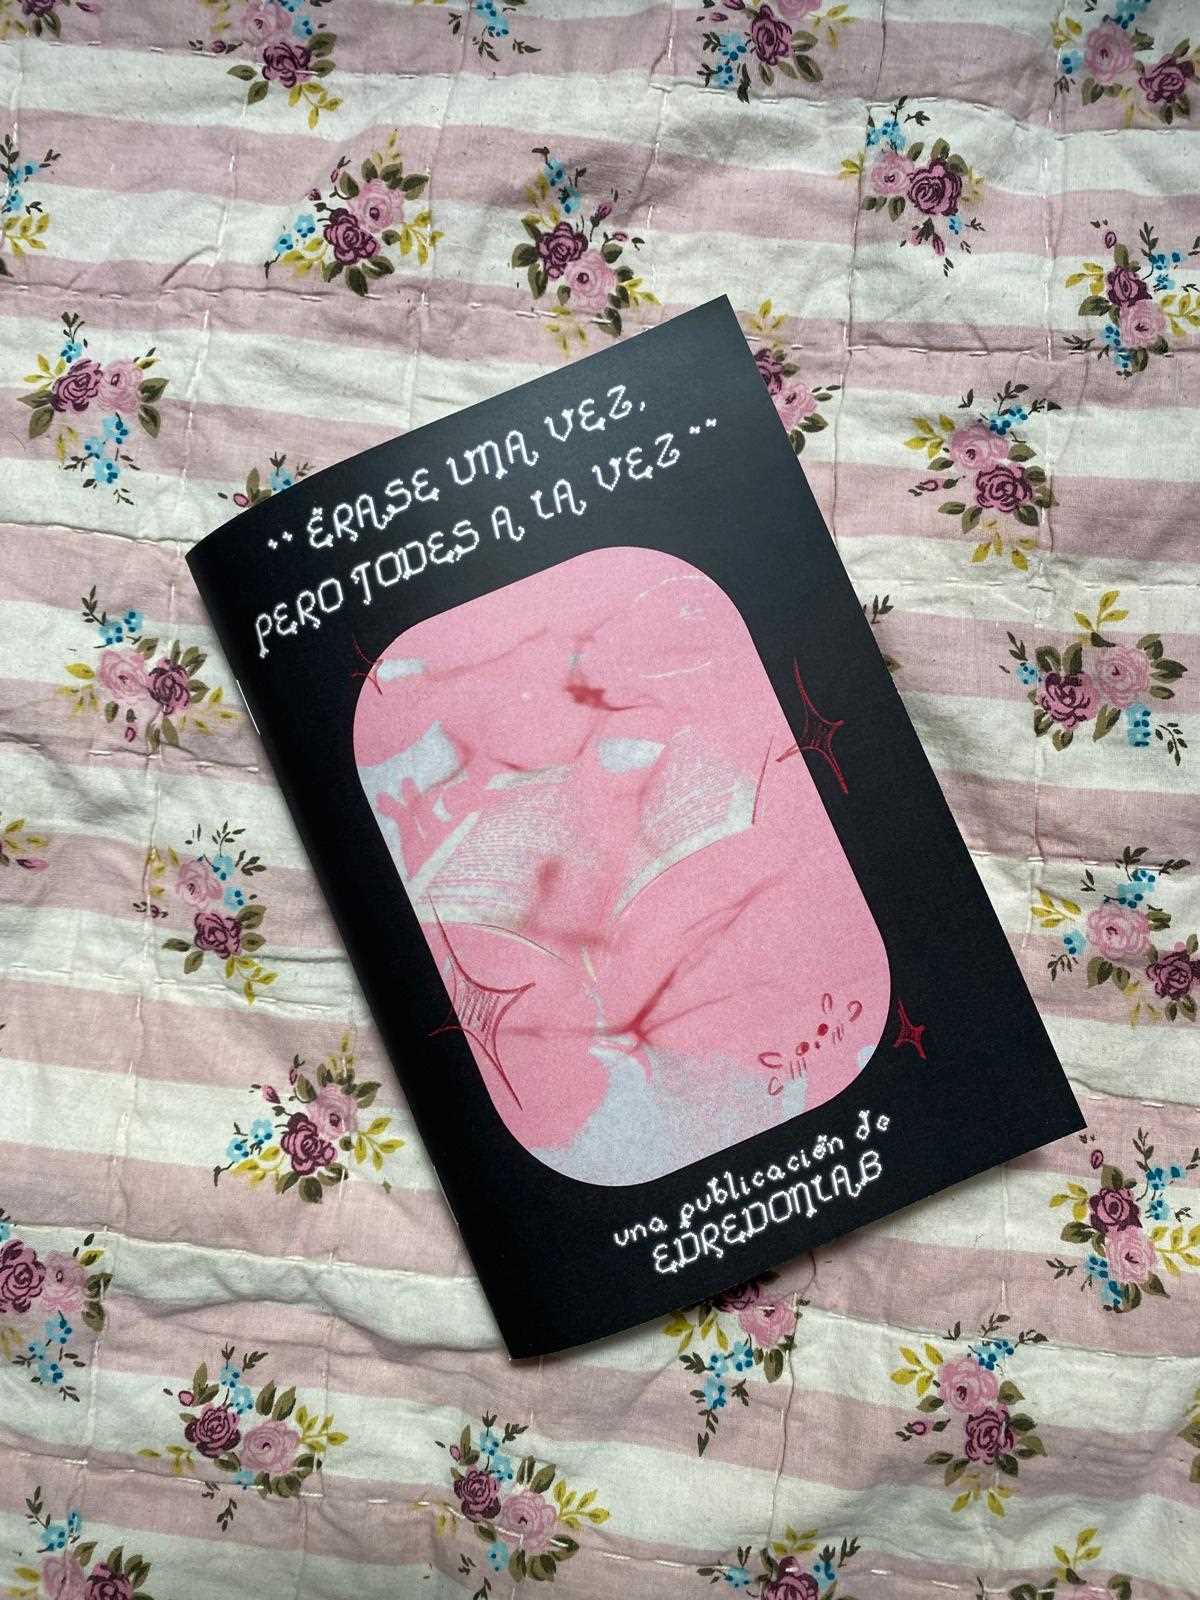 "ÉRASE UNA VEZ,
PERO TODES A LA VEZ"
una publicación de
EDREDONLAB